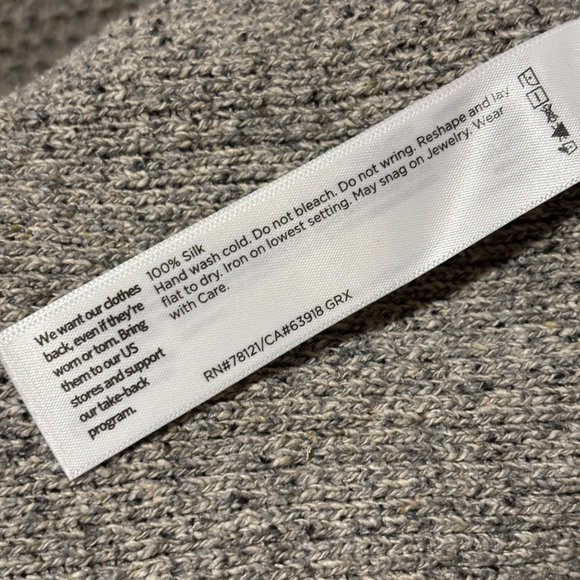 We want our clothes
back, even if they're
worn or torn. Bring
them to our US
stores and support
our take-back
program.
100% Silk
Hand wash cold. Do not bleach. Do not wring. Reshape and lay
flat to dry. Iron on lowest setting. May snag on Jewelry. Wear
with Care.
RN#78121/CA#63918 GRX